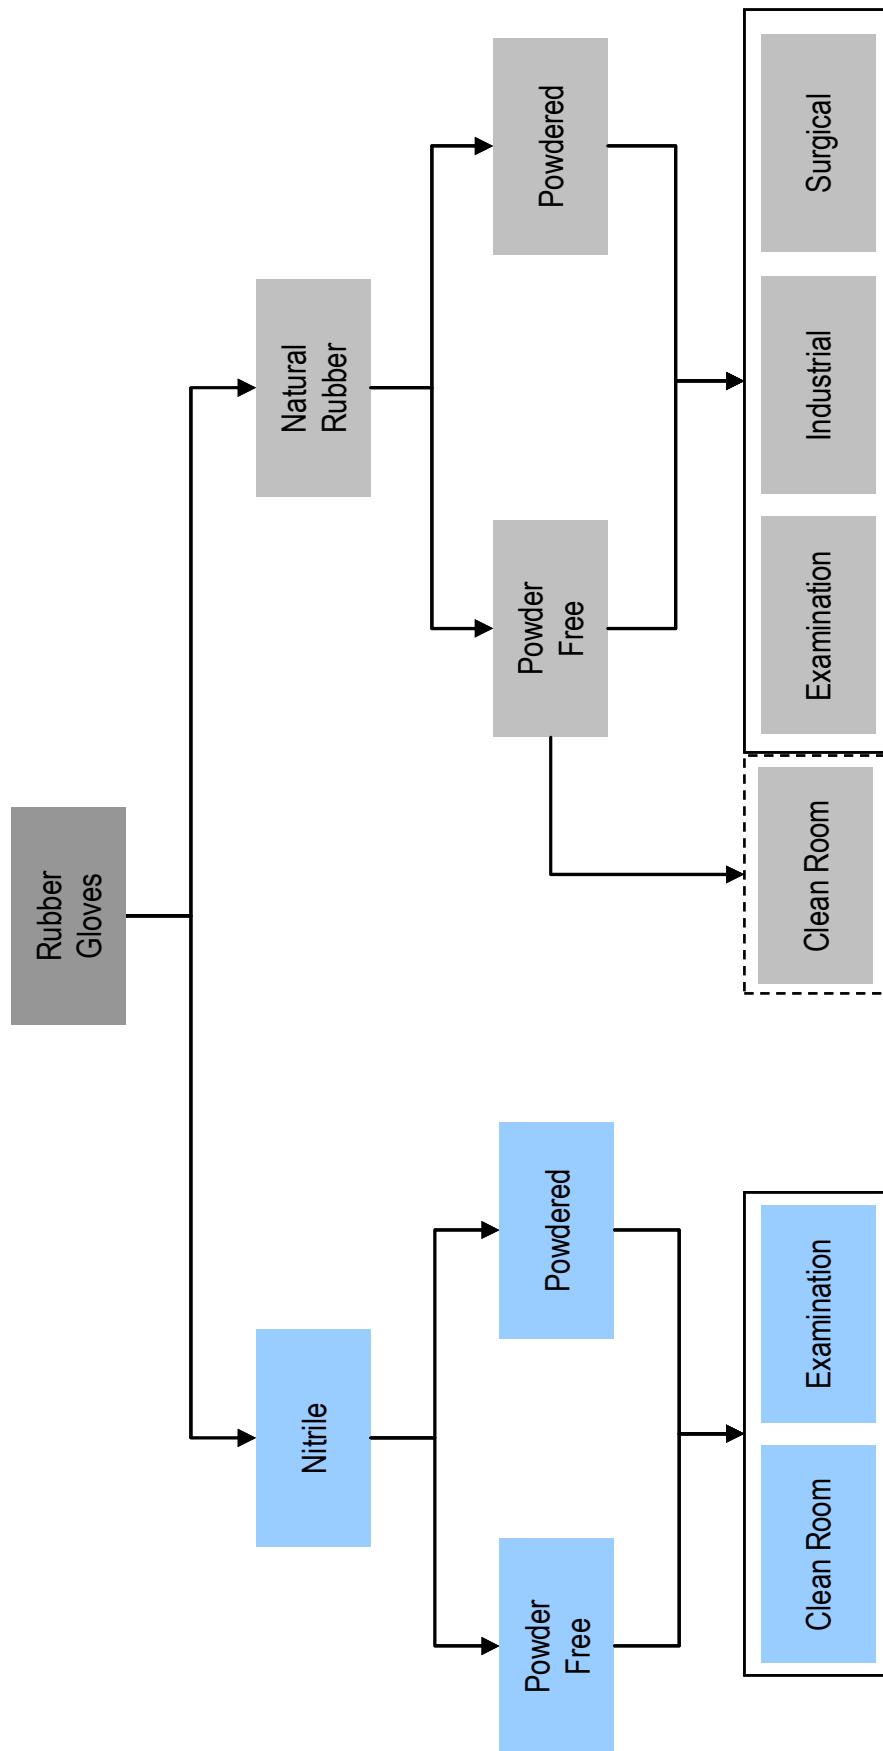 Rubber
Gloves
Nitrile
Natural
Rubber
Powder
Free
Powdered
Powder
Free
Powdered
Clean Room
Examination
Clean Room
Examination
Industrial
Surgical